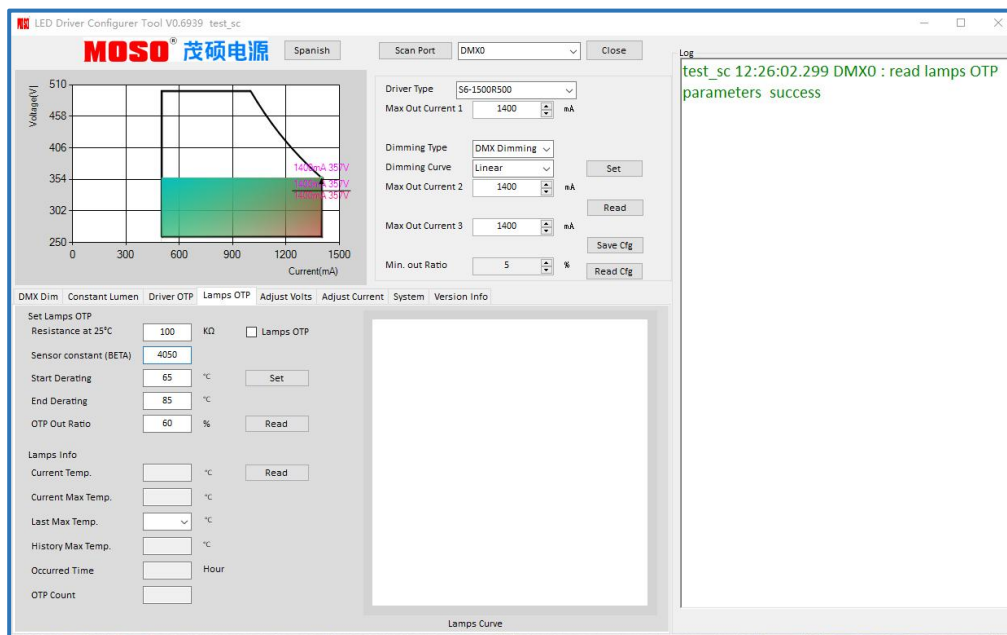 LED Driver Configurer Tool V0.6939 test_sc
MOSO® 茂硕电源
Spanish
Scan Port DMX0 Close
Voltage(V)
510
458
406
354
302
250
0 300 600 900 1200 1500
Current(mA)
1400mA 357V
1400mA 357V
1400mA 357V
Driver Type S6-1500R500
Max Out Current 1 1400 mA
Dimming Type DMX Dimming
Dimming Curve Linear Set
Max Out Current 2 1400 mA
Read
Max Out Current 3 1400 mA
Save Cfg
Min. out Ratio 5 % Read Cfg
DMX Dim Constant Lumen Driver OTP Lamps OTP Adjust Volts Adjust Current System Version Info
Set Lamps OTP
Resistance at 25°C 100 KΩ Lamps OTP
Sensor constant (BETA) 4050
Start Derating 65 °C Set
End Derating 85 °C
OTP Out Ratio 60 % Read
Lamps Info
Current Temp. °C Read
Current Max Temp. °C
Last Max Temp. °C
History Max Temp. °C
Occurred Time Hour
OTP Count
Lamps Curve
Log
test_sc 12:26:02.299 DMX0 : read lamps OTP
parameters success